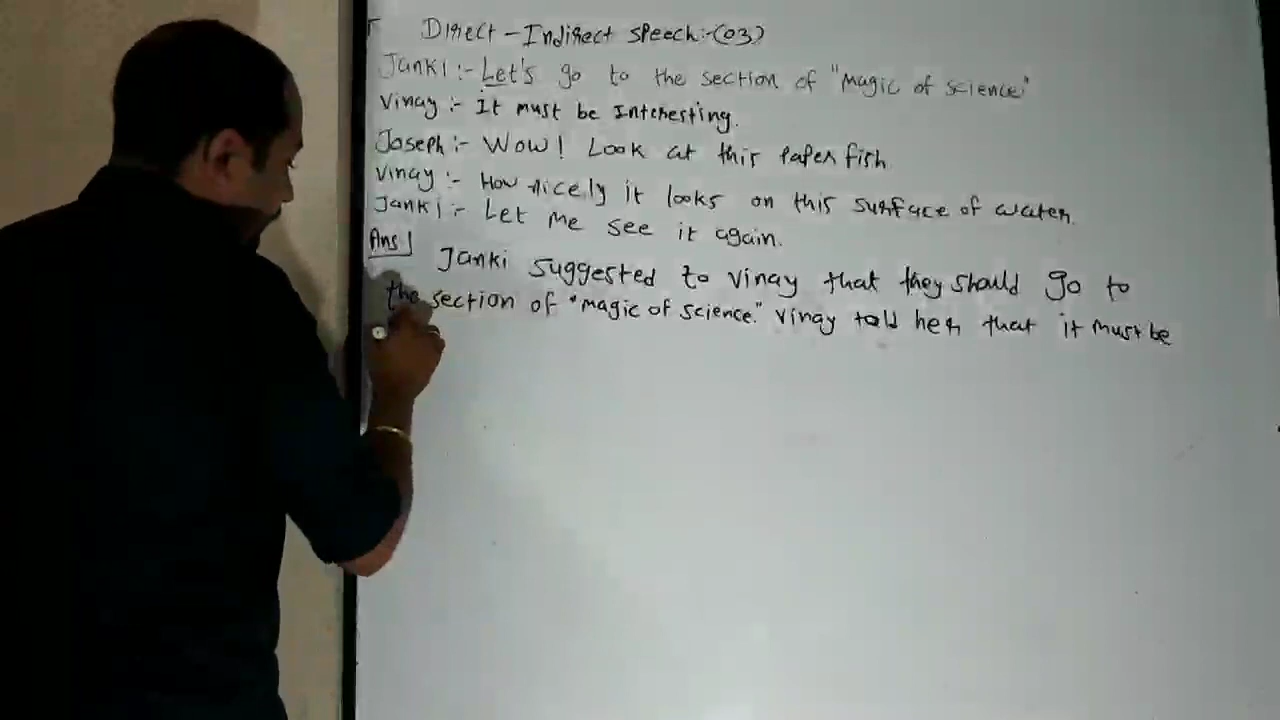 Direct - Indirect speech:-(03)
Janki :- Let's go to the section of "Magic of science."
Vinay :- It must be Interesting.
Joseph :- Wow! Look at this paper fish.
Vinay :- How nicely it looks on this surface of water.
Janki :- Let me see it again.
Ans Janki suggested to Vinay that they should go to
the section of "magic of science." Vinay told her that it must be